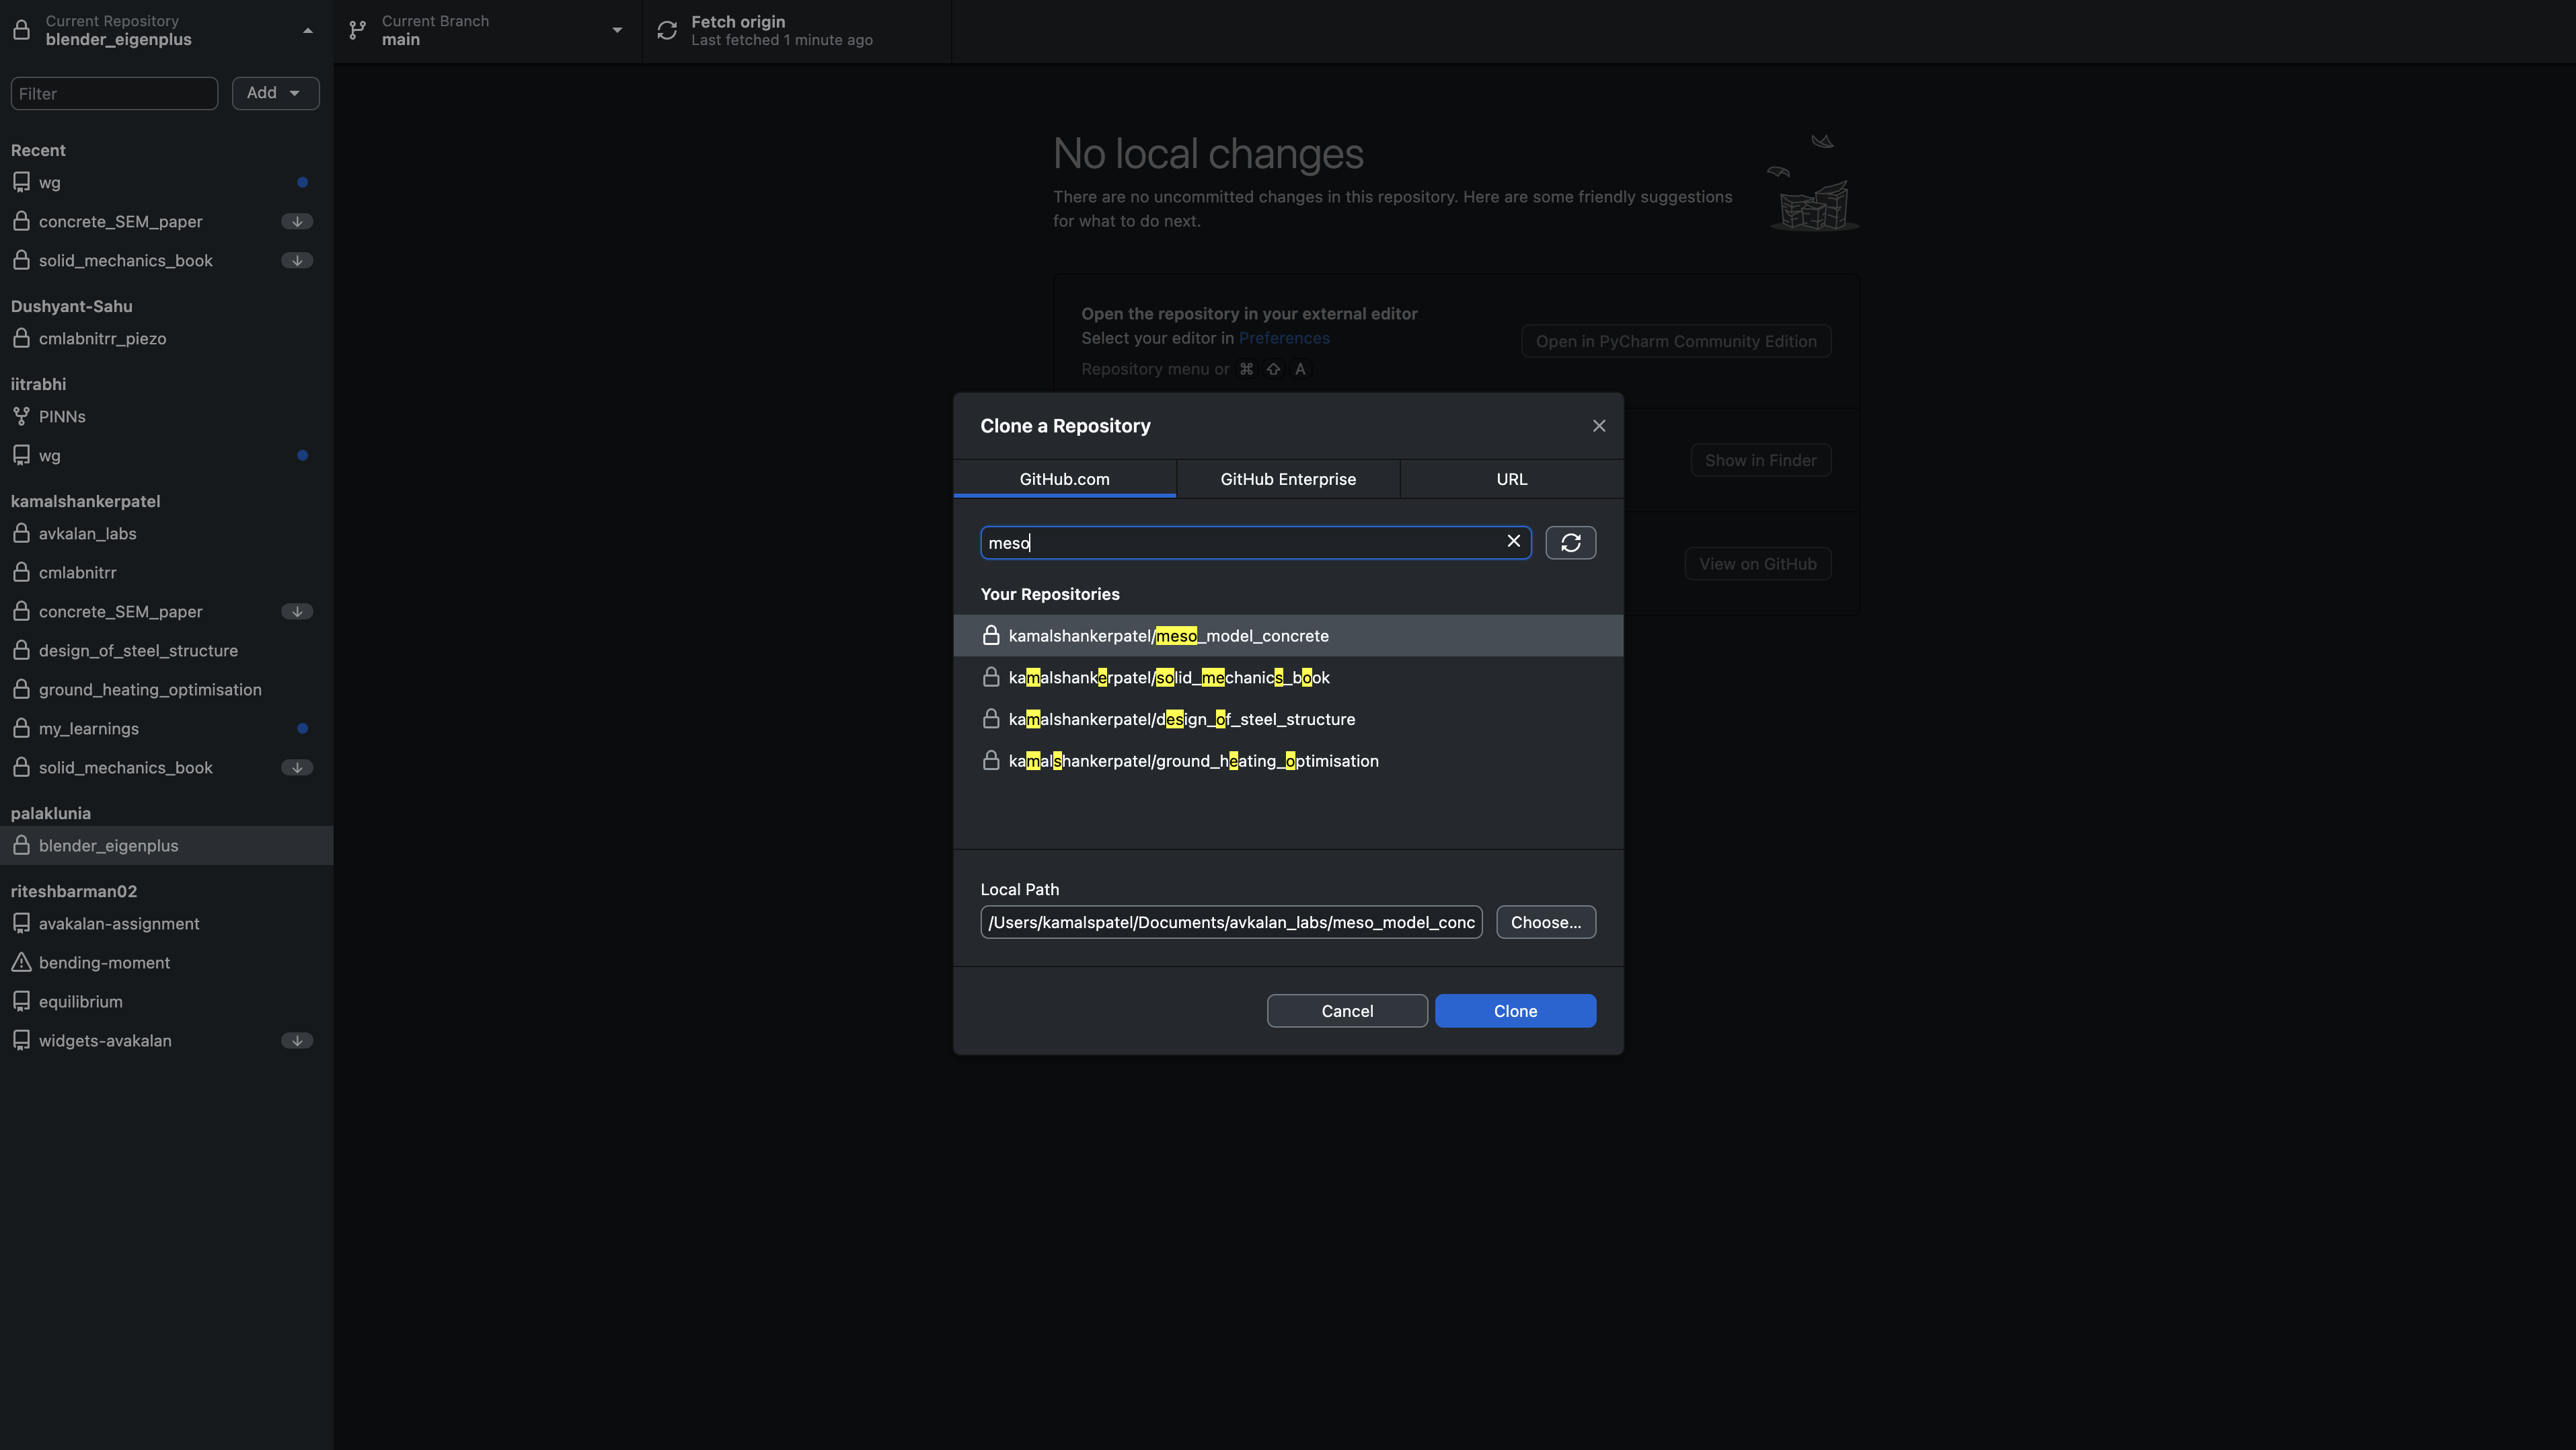 Current Repository
blender_eigenplus
Current Branch
main
Fetch origin
Last fetched 1 minute ago
Filter
Add
Recent
wg
concrete_SEM_paper
solid_mechanics_book
Dushyant-Sahu
cmlabnitrr_piezo
iitrabhi
PINNs
wg
kamalshankerpatel
avkalan_labs
cmlabnitrr
concrete_SEM_paper
design_of_steel_structure
ground_heating_optimisation
my_learnings
solid_mechanics_book
palaklunia
blender_eigenplus
riteshbarman02
avakalan-assignment
bending-moment
equilibrium
widgets-avakalan
No local changes
There are no uncommitted changes in this repository. Here are some friendly suggestions
for what to do next.
Open the repository in your external editor
Select your editor in Preferences
Repository menu or ⌘ ⇧ A
Open in PyCharm Community Edition
Show in Finder
View on GitHub
Clone a Repository
GitHub.com
GitHub Enterprise
URL
meso
Your Repositories
kamalshankerpatel/meso_model_concrete
kamalshankerpatel/solid_mechanics_book
kamalshankerpatel/design_of_steel_structure
kamalshankerpatel/ground_heating_optimisation
Local Path
/Users/kamalspatel/Documents/avkalan_labs/meso_model_conc
Choose...
Cancel
Clone